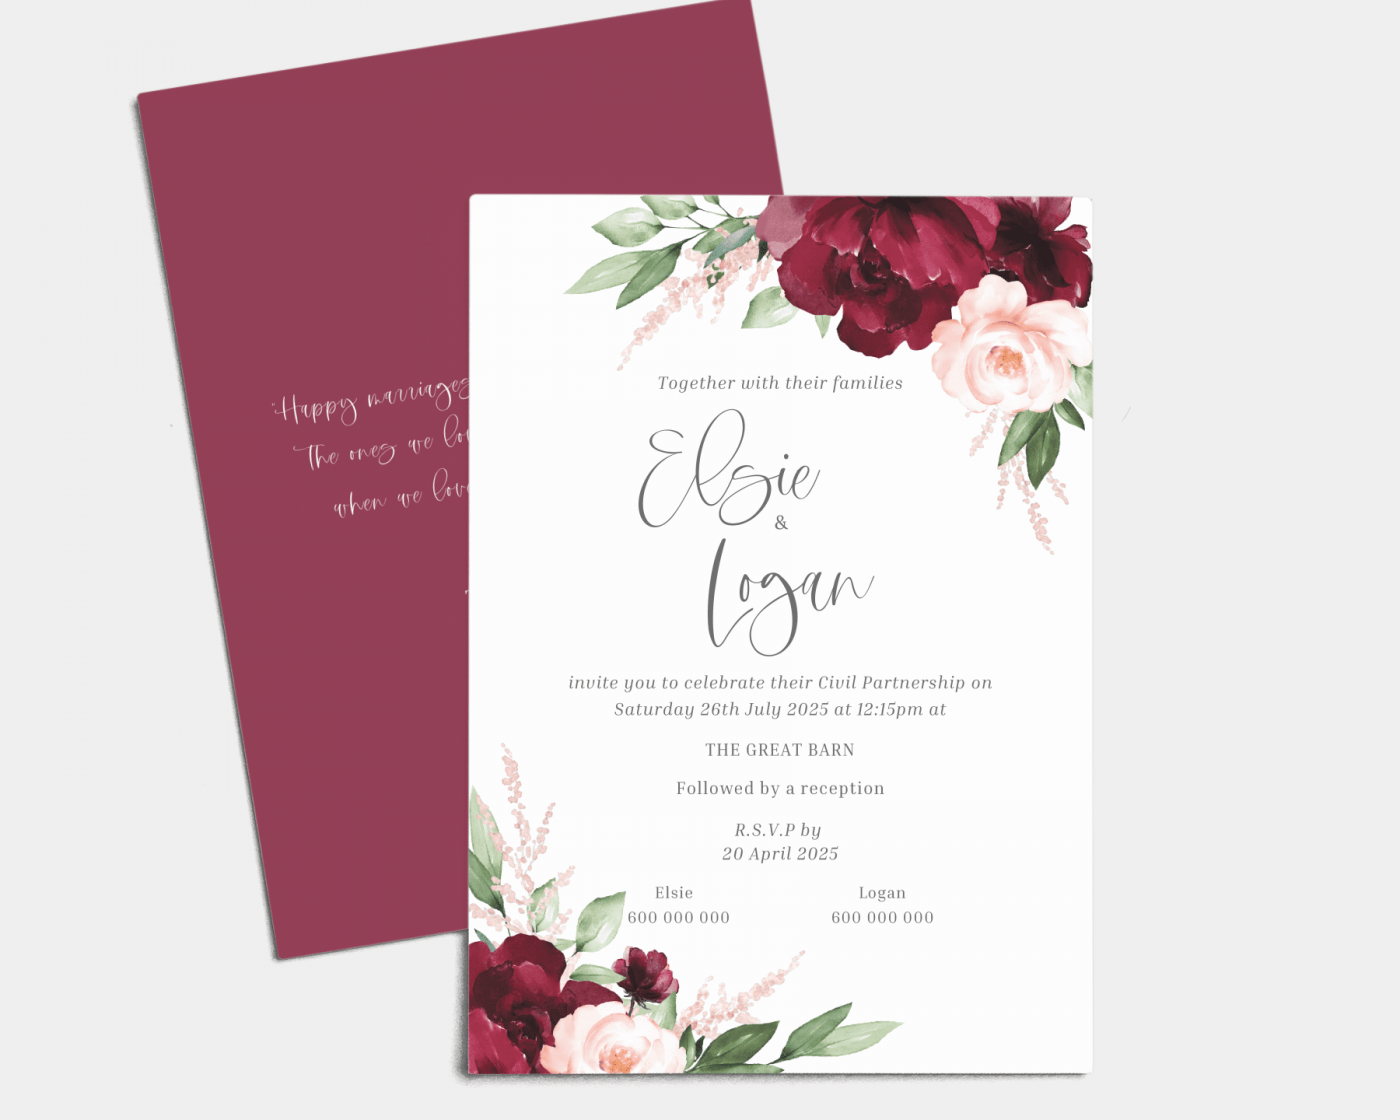 "Happy marriages
The ones we
when we
Together with their families
Elsie
&
Logan
invite you to celebrate their Civil Partnership on
Saturday 26th July 2025 at 12:15pm at
THE GREAT BARN
Followed by a reception
R.S.V.P by
20 April 2025
Elsie Logan
600 000 000 600 000 000